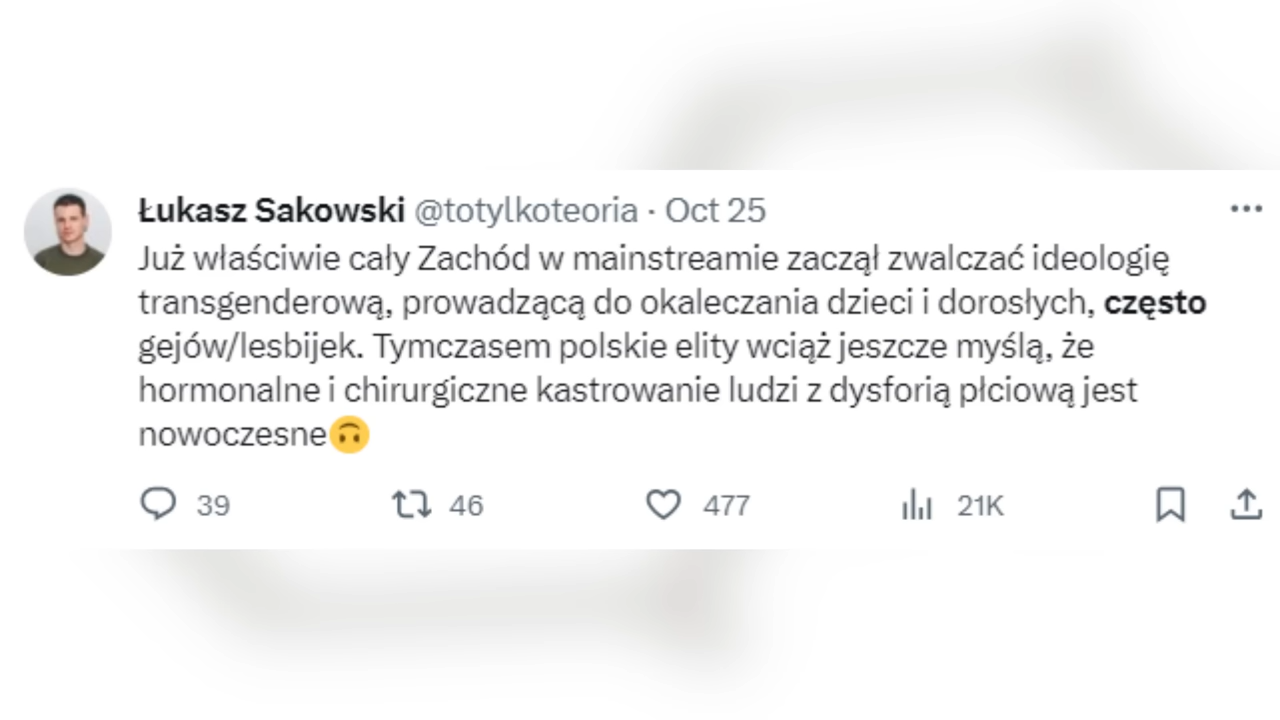 Łukasz Sakowski @totylkoteoria · Oct 25
Już właściwie cały Zachód w mainstreamie zaczął zwalczać ideologię
transgenderową, prowadzącą do okaleczania dzieci i dorosłych, często
gejów/lesbijek. Tymczasem polskie elity wciąż jeszcze myślą, że
hormonalne i chirurgiczne kastrowanie ludzi z dysforią płciową jest
nowoczesne🙃
39 46 477 21K